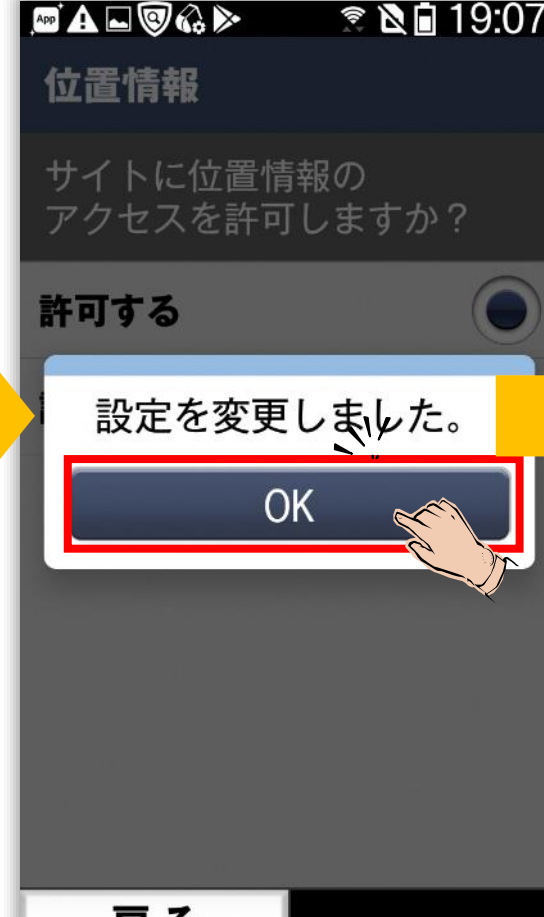 App 19:07
位置情報
サイトに位置情報の
アクセスを許可しますか？
許可する
設定を変更しました。
OK